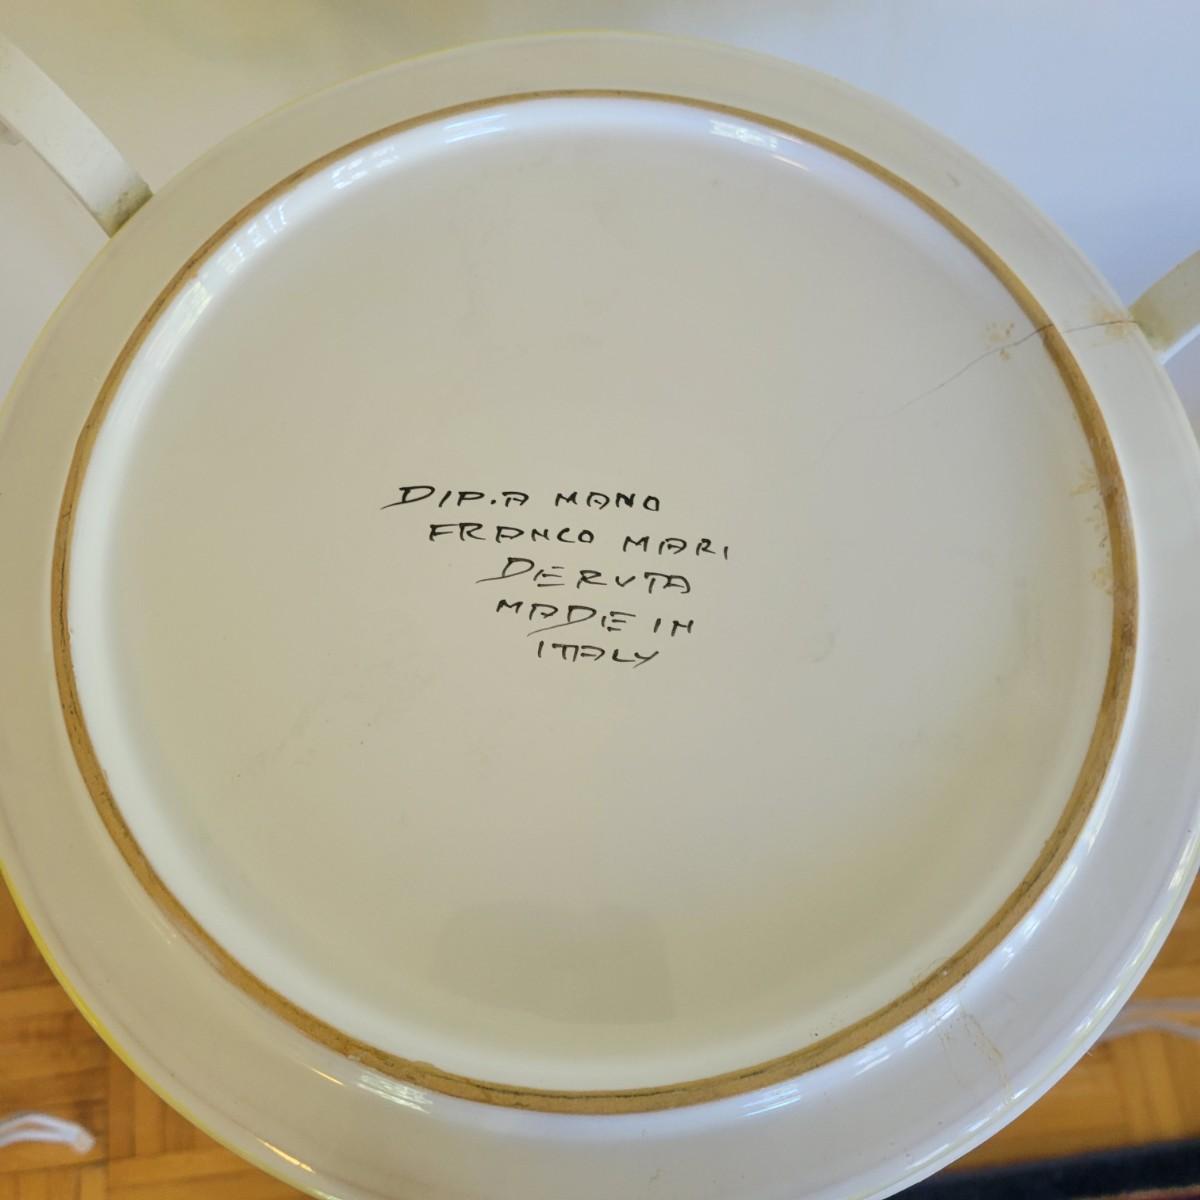 DIP. A MANO
FRANCO MARI
DERUTA
MADE IN
ITALY